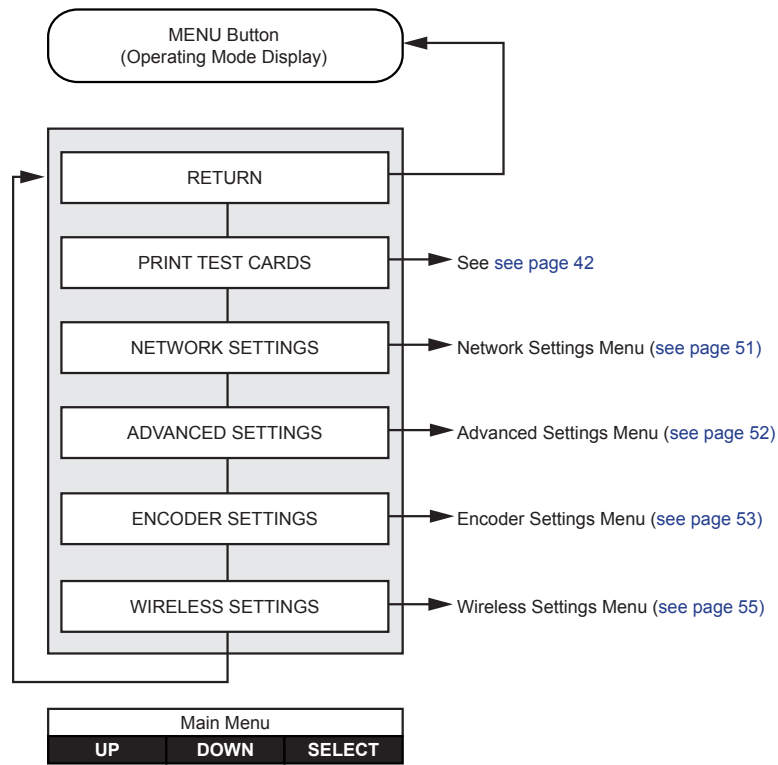 MENU Button
(Operating Mode Display)
RETURN
PRINT TEST CARDS
See see page 42
NETWORK SETTINGS
Network Settings Menu (see page 51)
ADVANCED SETTINGS
Advanced Settings Menu (see page 52)
ENCODER SETTINGS
Encoder Settings Menu (see page 53)
WIRELESS SETTINGS
Wireless Settings Menu (see page 55)
Main Menu
UP DOWN SELECT